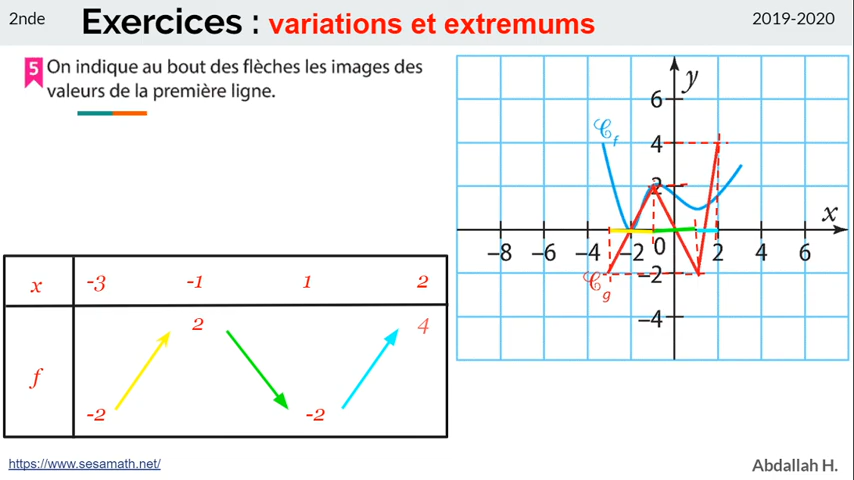 2nde
Exercices : variations et extremums
2019-2020
5 On indique au bout des flèches les images des
valeurs de la première ligne.
y
6
𝒞f
4
2
x
–8 –6 –4 –2 0 2 4 6
𝒞g
–2
–4
x -3 -1 1 2
2 4
f
-2 -2
https://www.sesamath.net/
Abdallah H.